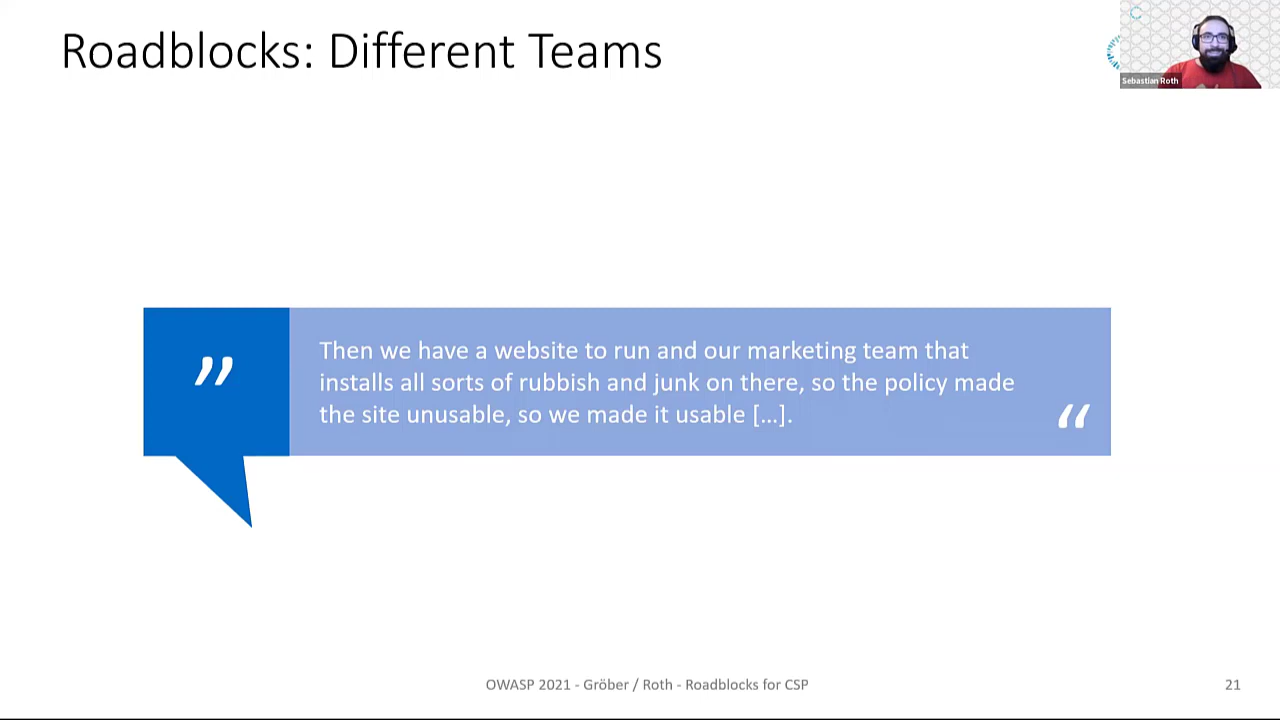 Roadblocks: Different Teams
Sebastian Roth
”
Then we have a website to run and our marketing team that
installs all sorts of rubbish and junk on there, so the policy made
the site unusable, so we made it usable […].
“
OWASP 2021 - Gröber / Roth - Roadblocks for CSP
21